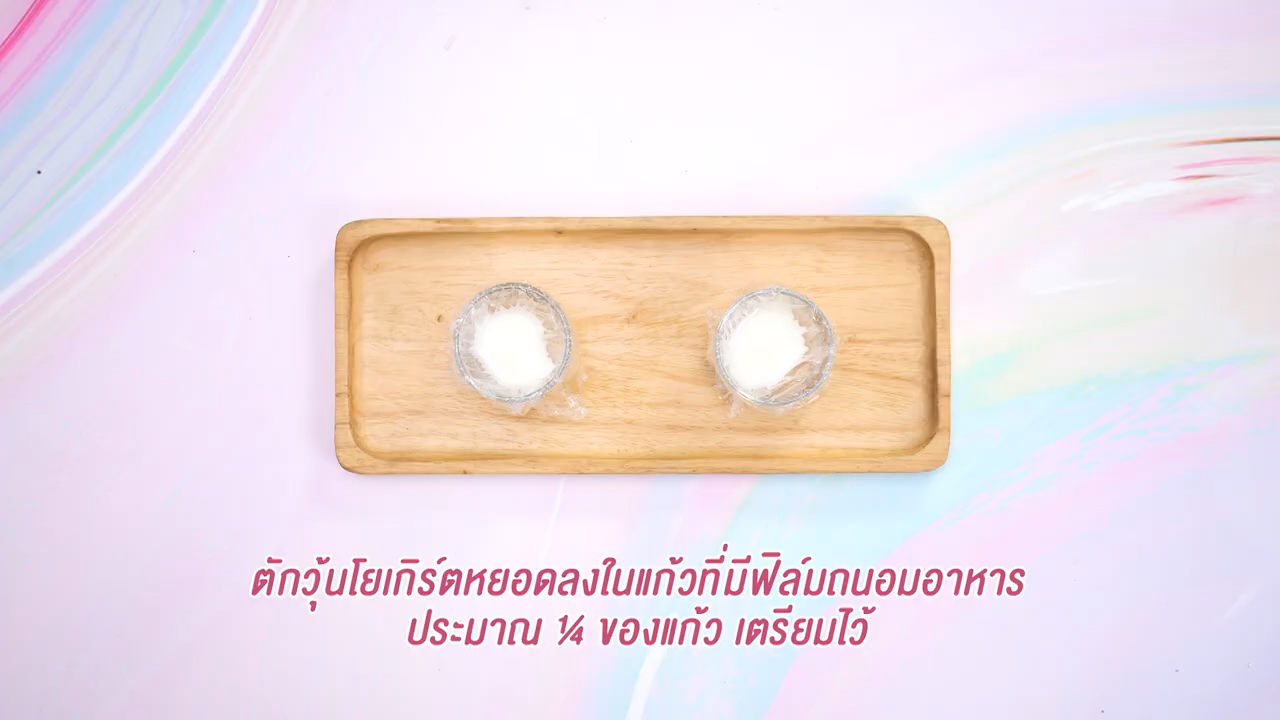 ตักวุ้นโยเกิร์ตหยอดลงในแก้วที่มีฟิล์มถนอมอาหาร
ประมาณ ¼ ของแก้ว เตรียมไว้